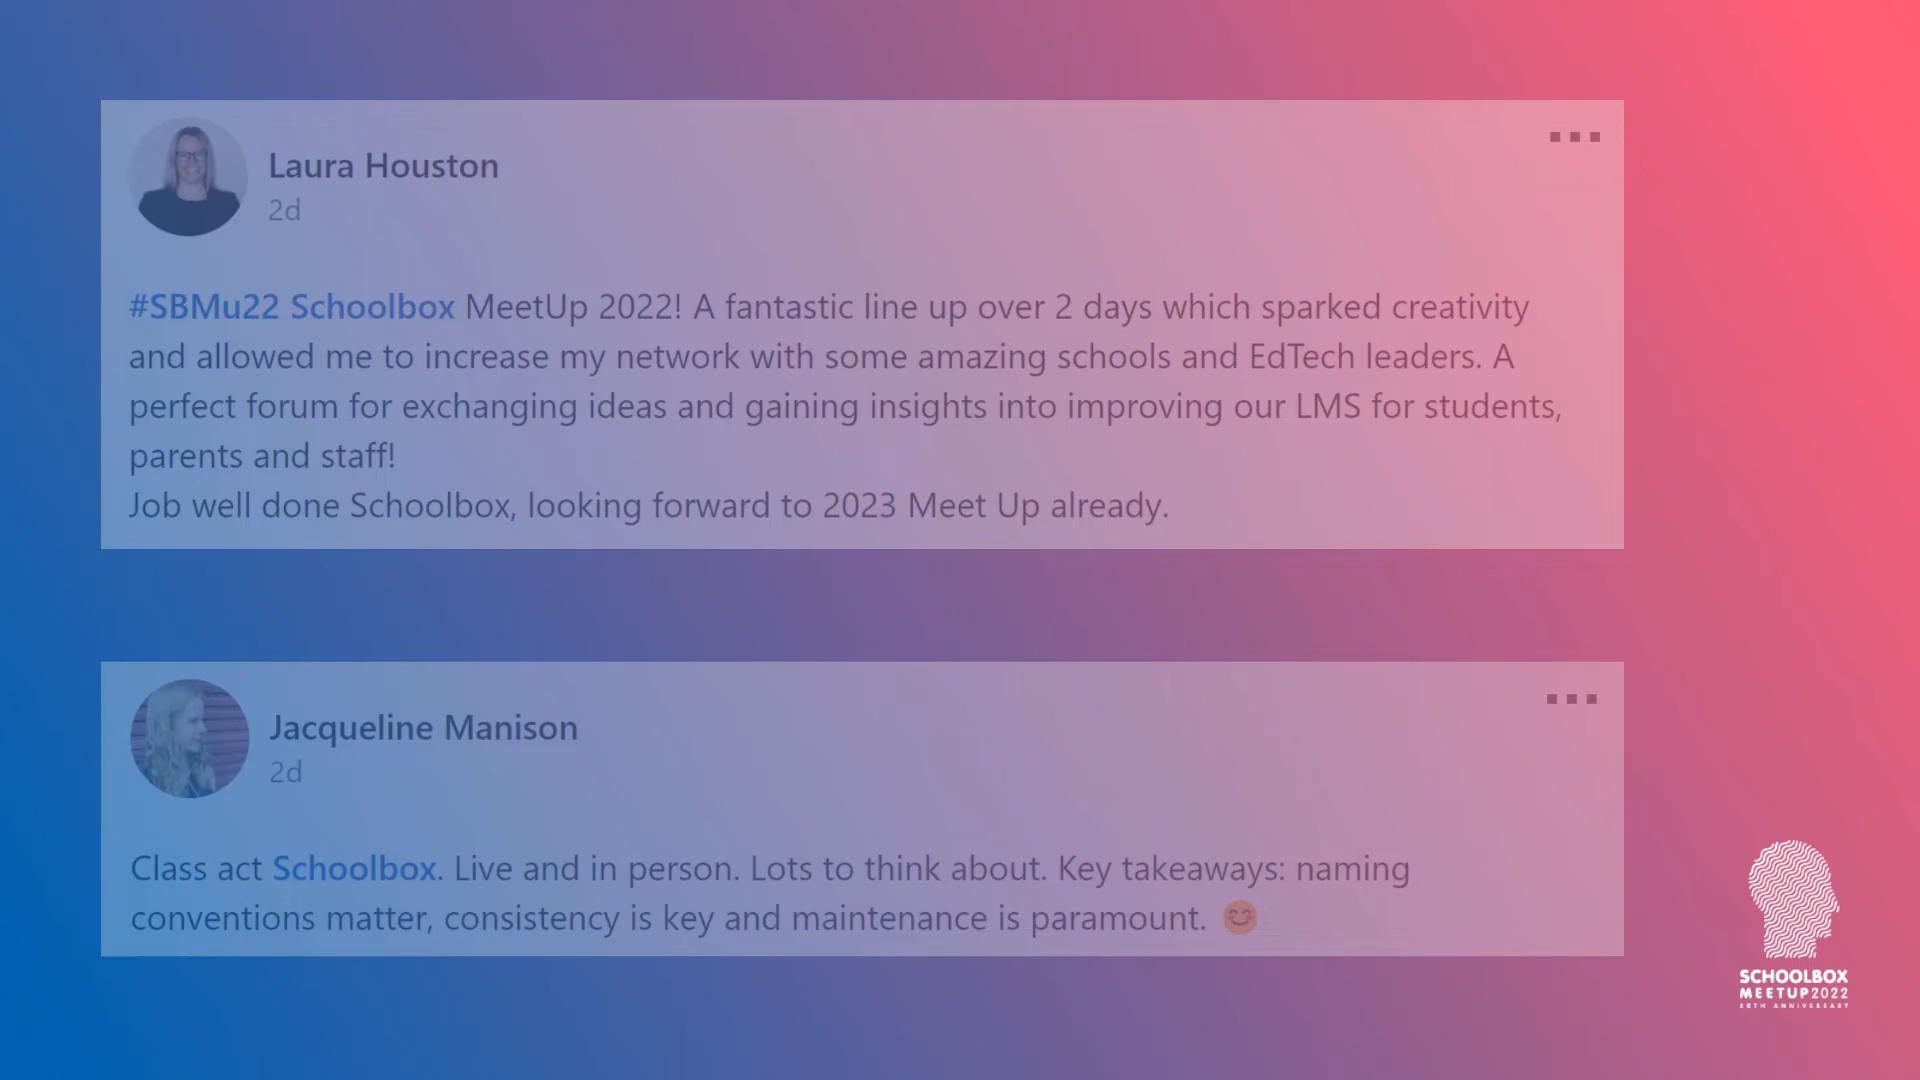 Laura Houston
2d
#SBMu22 Schoolbox MeetUp 2022! A fantastic line up over 2 days which sparked creativity
and allowed me to increase my network with some amazing schools and EdTech leaders. A
perfect forum for exchanging ideas and gaining insights into improving our LMS for students,
parents and staff!
Job well done Schoolbox, looking forward to 2023 Meet Up already.
Jacqueline Manison
2d
Class act Schoolbox. Live and in person. Lots to think about. Key takeaways: naming
conventions matter, consistency is key and maintenance is paramount. 😊
SCHOOLBOX
MEETUP2022
20TH ANNIVERSARY